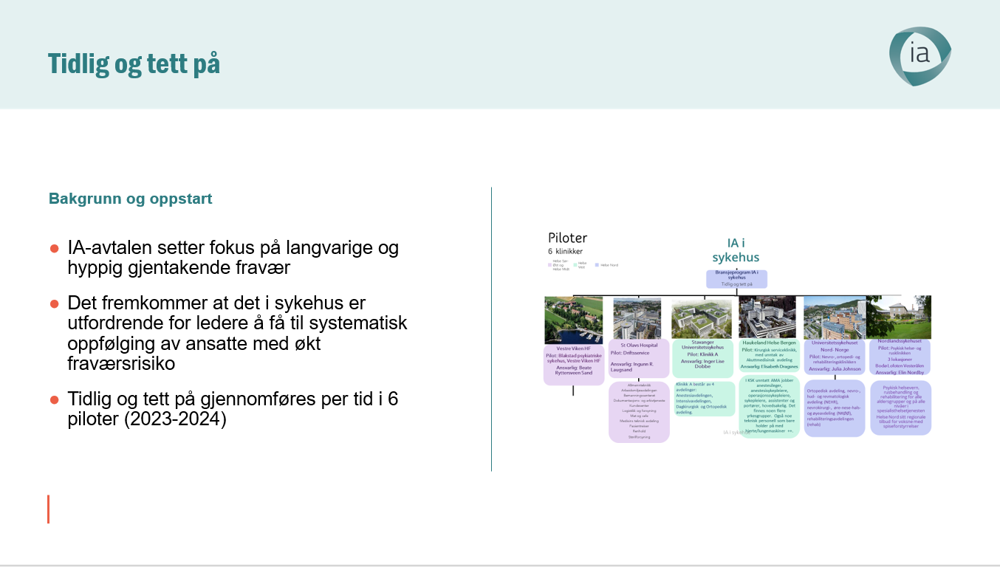 Tidlig og tett på
ia
Bakgrunn og oppstart
IA-avtalen setter fokus på langvarige og
hyppig gjentakende fravær
Det fremkommer at det i sykehus er
utfordrende for ledere å få til systematisk
oppfølging av ansatte med økt
fraværsrisiko
Tidlig og tett på gjennomføres per tid i 6
piloter (2023-2024)
Piloter
6 klinikker
Helse Sør-
Øst og
Helse Midt
Helse
Vest
Helse Nord
IA i
sykehus
Bransjeprogram IA i
sykehus
Tidlig og tett på
Vestre Viken HF
Pilot: Blakstad psykiatriske
sykehus, Vestre Viken HF
Ansvarlig: Beate
Ryttersveen Sand
St Olavs Hospital
Pilot: Driftsservice
Ansvarlig: Ingunn R.
Laugsand
Allmennteknikk
Arbeidsmiljøavdelingen
Bemanningssenteret
Dokumentasjons- og arkivtjeneste
Kundesenter
Logistikk og forsyning
Mat og cafe
Medisins teknisk avdeling
Pasientreiser
Renhold
Sterilforsyning
Stavanger
Universitetssykehus
Pilot: Klinikk A
Ansvarlig: Inger Lise
Dobbe
Klinikk A består av 4
avdelinger:
Anestesiavdelingen,
Intensivavdelingen,
Dagkirurgisk og Ortopedisk
avdeling.
Haukeland Helse Bergen
Pilot: Kirurgisk serviceklinikk,
med unntak av
Akuttmedisinsk avdeling
Ansvarlig: Elisabeth Dragsnes
I KSK unntatt AMA jobber
anestesileger,
anestesisykepleiere,
operasjonssykepleiere,
sykepleiere, assistenter og
portører, hovedsakelig. Det
finnes noen flere
yrkesgrupper. Også noe
teknisk personell som bare
holder på med
hjerte/lungemaskiner ++.
IA i sykehus
Universitetssykehuset
Nord- Norge
Pilot: Nevro-, ortopedi- og
rehabiliteringsklinikken
Ansvarlig: Julia Johnson
Ortopedisk avdeling, nevro-,
hud- og revmatologisk
avdeling (NEHR),
nevrokirurgi-, øre-nese-hals-
og øyeavdeling (NKØØ),
rehabiliteringsavdelingen
(rehab)
Nordlandssykehuset
Pilot: Psykisk helse- og
rusklinikken
3 lokasjoner
Bodø Lofoten Vesterålen
Ansvarlig: Elin Nordby
Psykisk helsevern,
rusbehandling og
rehabilitering for alle
aldersgrupper og på alle
nivåer i
spesialisthelsetjenesten
Helse Nord sitt regionale
tilbud for voksne med
spiseforstyrrelser